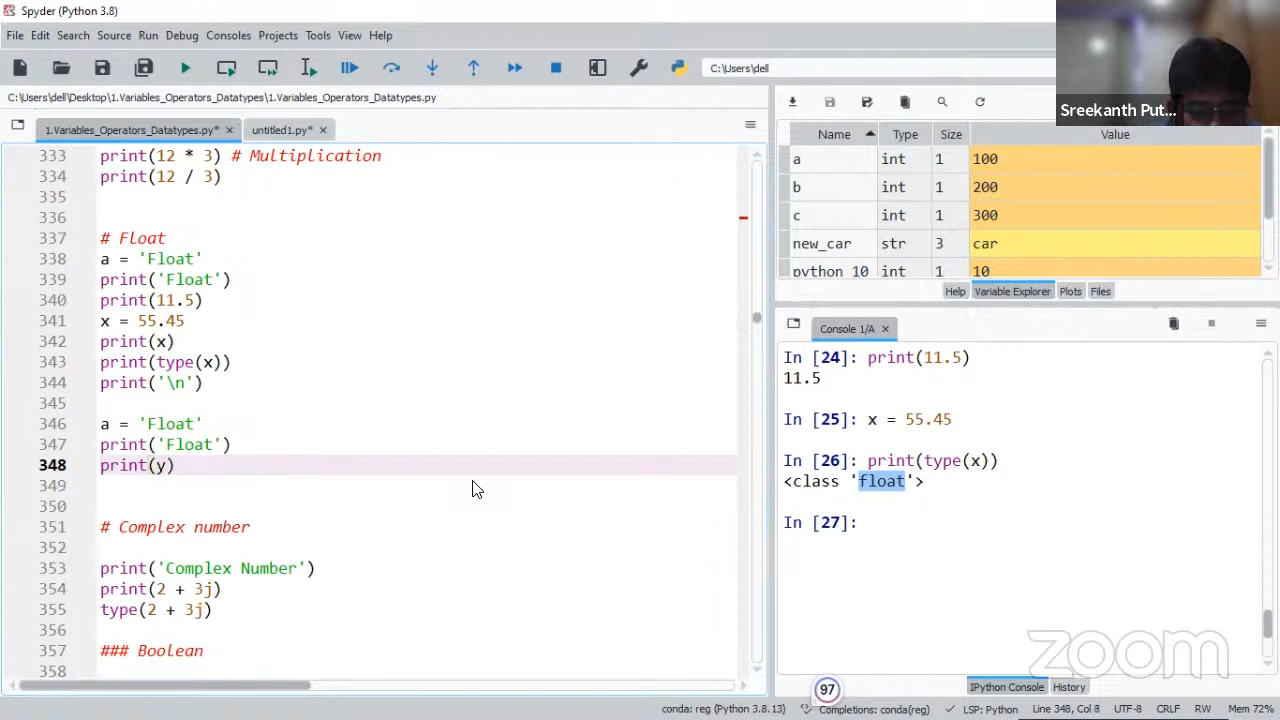 Spyder (Python 3.8)
File Edit Search Source Run Debug Consoles Projects Tools View Help
C:\Users\dell
C:\Users\dell\Desktop\1.Variables_Operators_Datatypes\1.Variables_Operators_Datatypes.py
1.Variables_Operators_Datatypes.py* untitled1.py*
333 print(12 * 3) # Multiplication
334 print(12 / 3)
335
336
337 # Float
338 a = 'Float'
339 print('Float')
340 print(11.5)
341 x = 55.45
342 print(x)
343 print(type(x))
344 print('\n')
345
346 a = 'Float'
347 print('Float')
348 print(y)
349
350
351 # Complex number
352
353 print('Complex Number')
354 print(2 + 3j)
355 type(2 + 3j)
356
357 ### Boolean
358
Sreekanth Put...
Name Type Size Value
a int 1 100
b int 1 200
c int 1 300
new_car str 3 car
python_10 int 1 10
Help Variable Explorer Plots Files
Console 1/A
In [24]: print(11.5)
11.5
In [25]: x = 55.45
In [26]: print(type(x))
<class 'float'>
In [27]:
zoom
97
IPython Console History
conda: reg (Python 3.8.13) Completions: conda(reg) LSP: Python Line 348, Col 8 UTF-8 CRLF RW Mem 72%